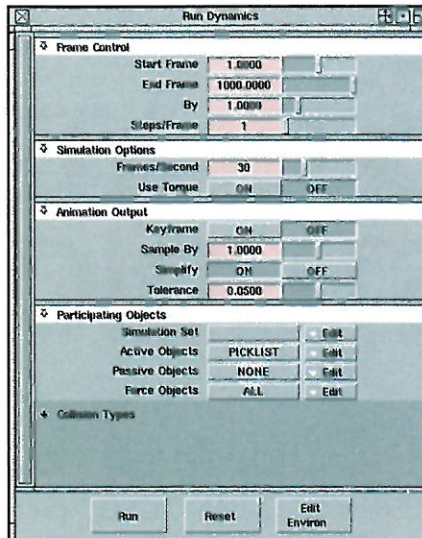 Run Dynamics
Frame Control
Start Frame 1.0000
End Frame 1000.0000
By 1.0000
Steps/Frame 1
Simulation Options
Frames/Second 30
Use Torque ON OFF
Animation Output
Keyframe ON OFF
Sample By 1.0000
Simplify ON OFF
Tolerance 0.0500
Participating Objects
Simulation Set Edit
Active Objects PICKLIST Edit
Passive Objects NONE Edit
Force Objects ALL Edit
Collision Types
Run Reset Edit
Environ